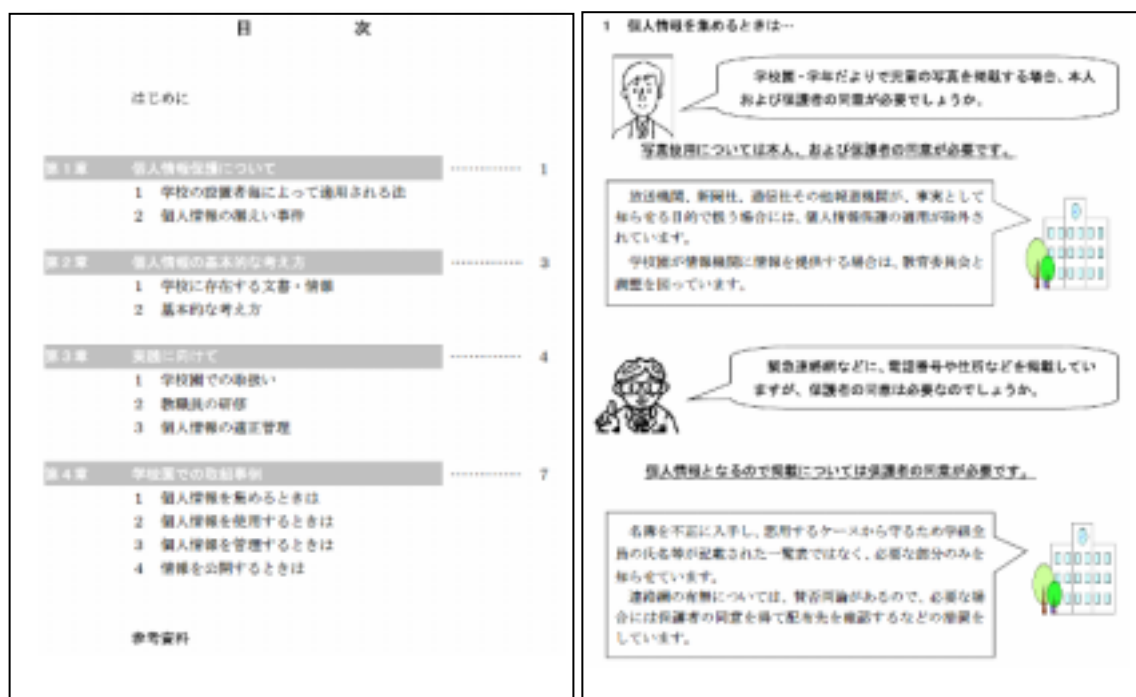 目 次
はじめに
第1章 個人情報保護について ………… 1
1 学校の設置者毎によって適用される法
2 個人情報の漏えい事件
第2章 個人情報の基本的な考え方 ………… 3
1 学校に存在する文書・情報
2 基本的な考え方
第3章 実践に向けて ………… 4
1 学校園での取扱い
2 教職員の研修
3 個人情報の適正管理
第4章 学校園での取組事例 ………… 7
1 個人情報を集めるときは
2 個人情報を使用するときは
3 個人情報を管理するときは
4 情報を公開するときは
参考資料
1 個人情報を集めるときは…
学校園・学年だよりで児童の写真を掲載する場合、本人
および保護者の同意が必要でしょうか。
写真使用については本人、および保護者の同意が必要です。
放送機関、新聞社、通信社その他報道機関が、事実として
知らせる目的で扱う場合には、個人情報保護の適用が除外さ
れています。
学校園が情報機関に情報を提供する場合は、教育委員会と
調整を図っています。
緊急連絡網などに、電話番号や住所などを掲載してい
ますが、保護者の同意は必要なのでしょうか。
個人情報となるので掲載については保護者の同意が必要です。
名簿を不正に入手し、悪用するケースから守るため学級全
員の氏名等が記載された一覧表ではなく、必要な部分のみを
知らせています。
連絡網の有無については、賛否両論があるので、必要な場
合には保護者の同意を得て配布先を確認するなどの措置を
しています。